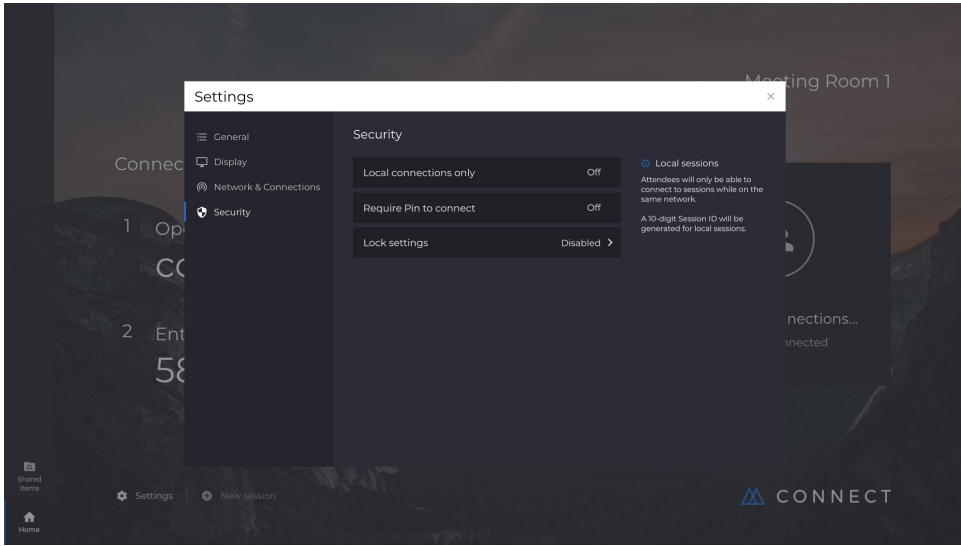 Meeting Room 1
Settings
×
General
Display
Network & Connections
Security
Security
Local connections only Off
Require Pin to connect Off
Lock settings Disabled
Local sessions
Attendees will only be able to
connect to sessions while on the
same network.
A 10-digit Session ID will be
generated for local sessions.
Connec
1 Op
co
2 Ent
58
nections...
nnected
Shared
Items
Home
Settings
New session
CONNECT